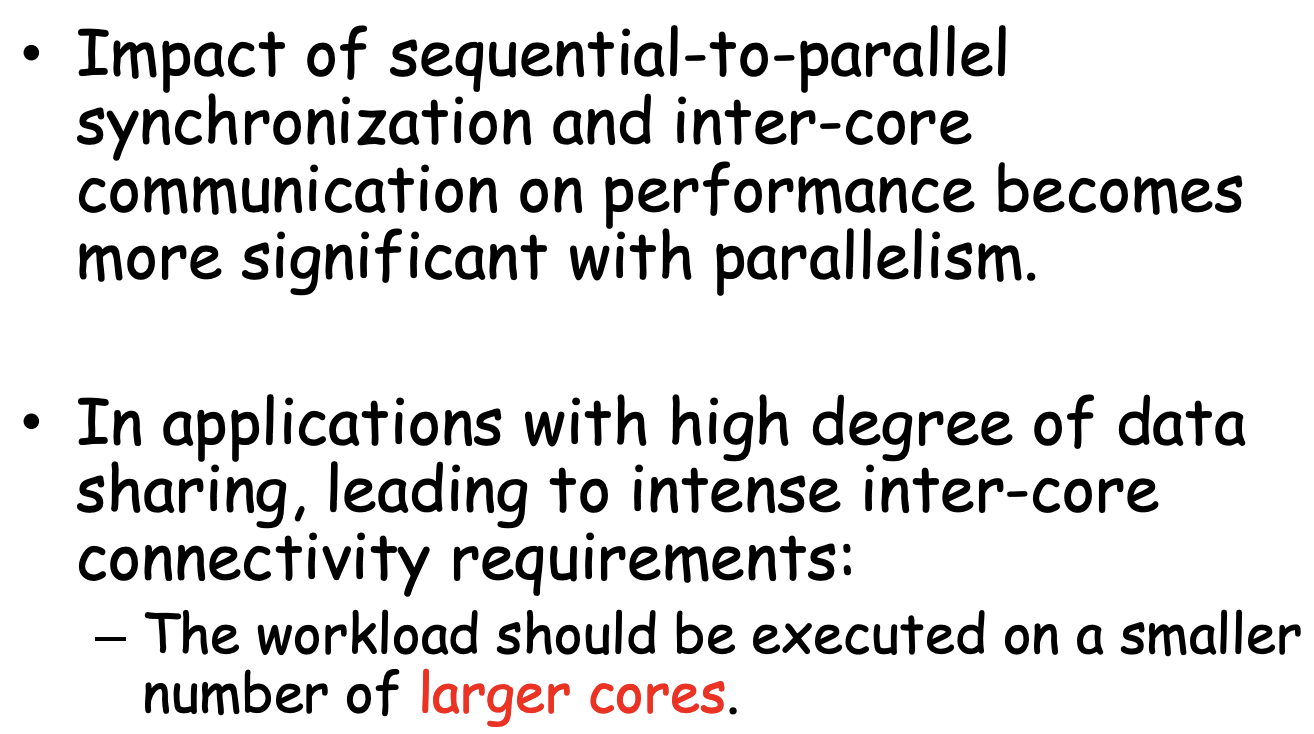 • Impact of sequential-to-parallel
synchronization and inter-core
communication on performance becomes
more significant with parallelism.
• In applications with high degree of data
sharing, leading to intense inter-core
connectivity requirements:
– The workload should be executed on a smaller
number of larger cores.